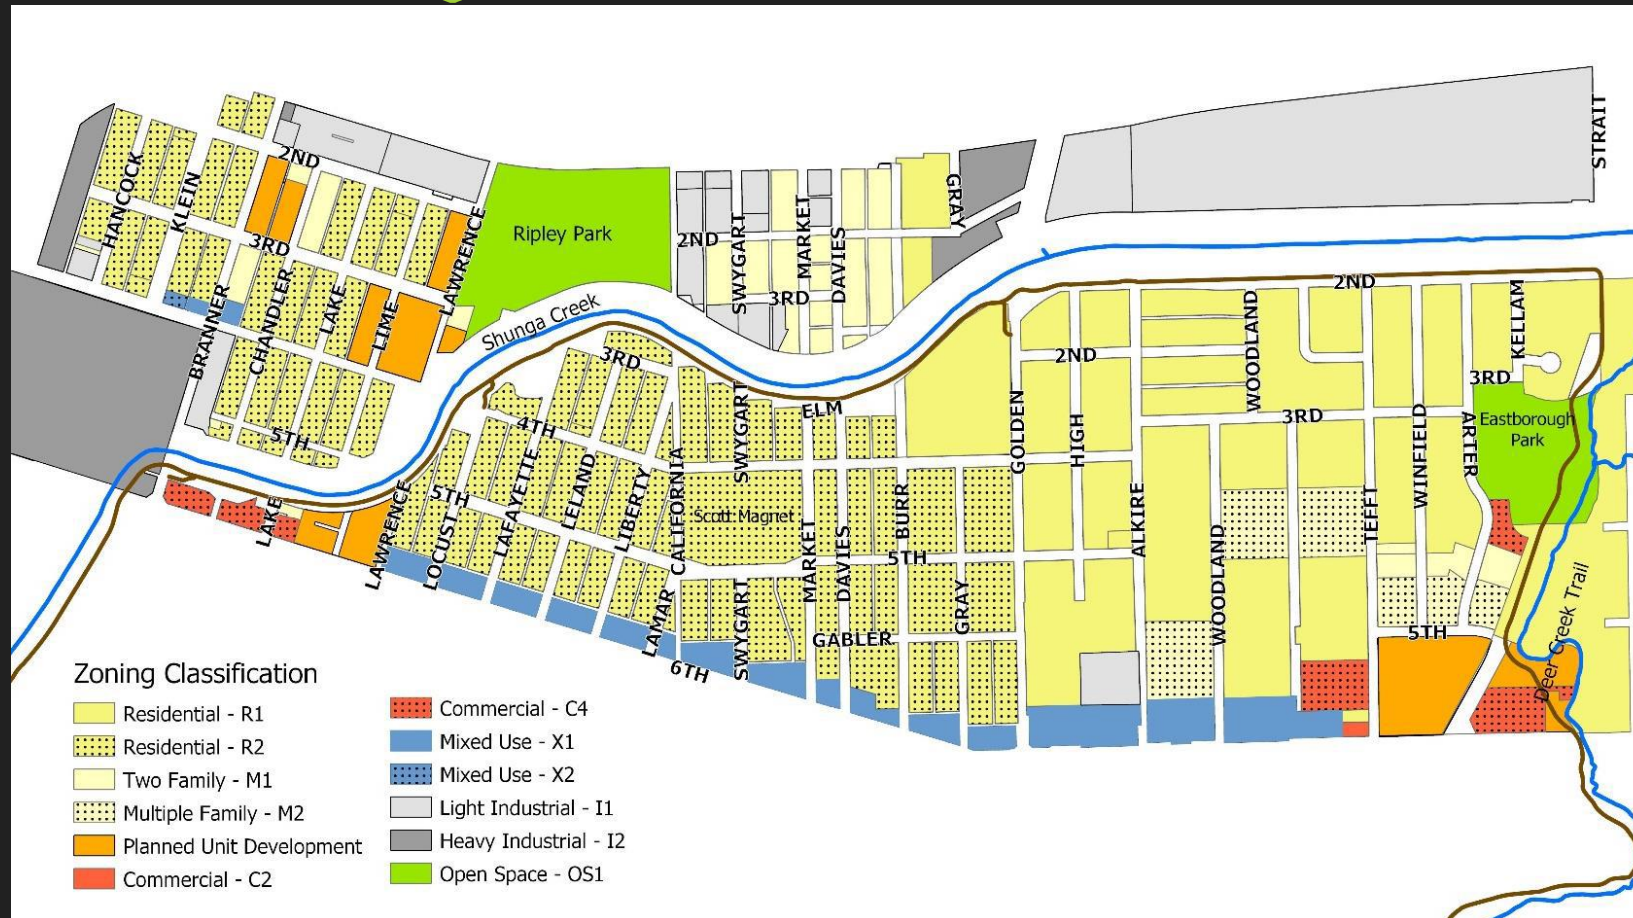 STRAIT
2ND
HANCOCK
KLEIN
GRAY
LAWRENCE
Ripley Park
2ND
SWYGART
MARKET
DAVIES
3RD
CHANDLER
LAKE
LIME
BRANNER
3RD
Shunga Creek
2ND
WOODLAND
KELLAM
3RD
2ND
3RD
ELM
SWYGART
GOLDEN
HIGH
3RD
WINFIELD
ARTER
Eastborough
Park
5TH
4TH
LAFAYETTE
LELAND
LIBERTY
CALIFORNIA
5TH
LAKE
LAWRENCE
LOCUST
Scott Magnet
MARKET
DAVIES
BURR
5TH
ALKIRE
WOODLAND
TEFFT
LAMAR
SWYGART
GABLER
GRAY
5TH
Deer Creek Trail
6TH
Zoning Classification
Residential - R1
Residential - R2
Two Family - M1
Multiple Family - M2
Planned Unit Development
Commercial - C2
Commercial - C4
Mixed Use - X1
Mixed Use - X2
Light Industrial - I1
Heavy Industrial - I2
Open Space - OS1